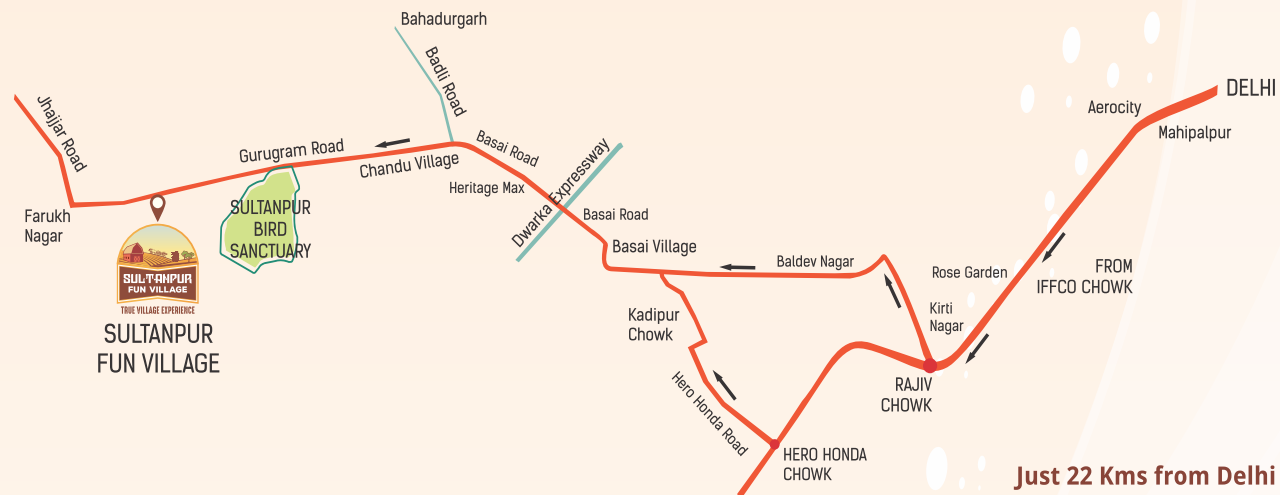 Bahadurgarh
Badli Road
DELHI
Aerocity
Mahipalpur
Jhajjar Road
Gurugram Road
Chandu Village
Basai Road
Heritage Max
Dwarka Expressway
Basai Road
Basai Village
SULTANPUR
BIRD
SANCTUARY
Farukh
Nagar
SULTANPUR
FUN VILLAGE
TRUE VILLAGE EXPERIENCE
SULTANPUR
FUN VILLAGE
Baldev Nagar
Rose Garden
FROM
IFFCO CHOWK
Kirti
Nagar
Kadipur
Chowk
RAJIV
CHOWK
Hero Honda Road
HERO HONDA
CHOWK
Just 22 Kms from Delhi